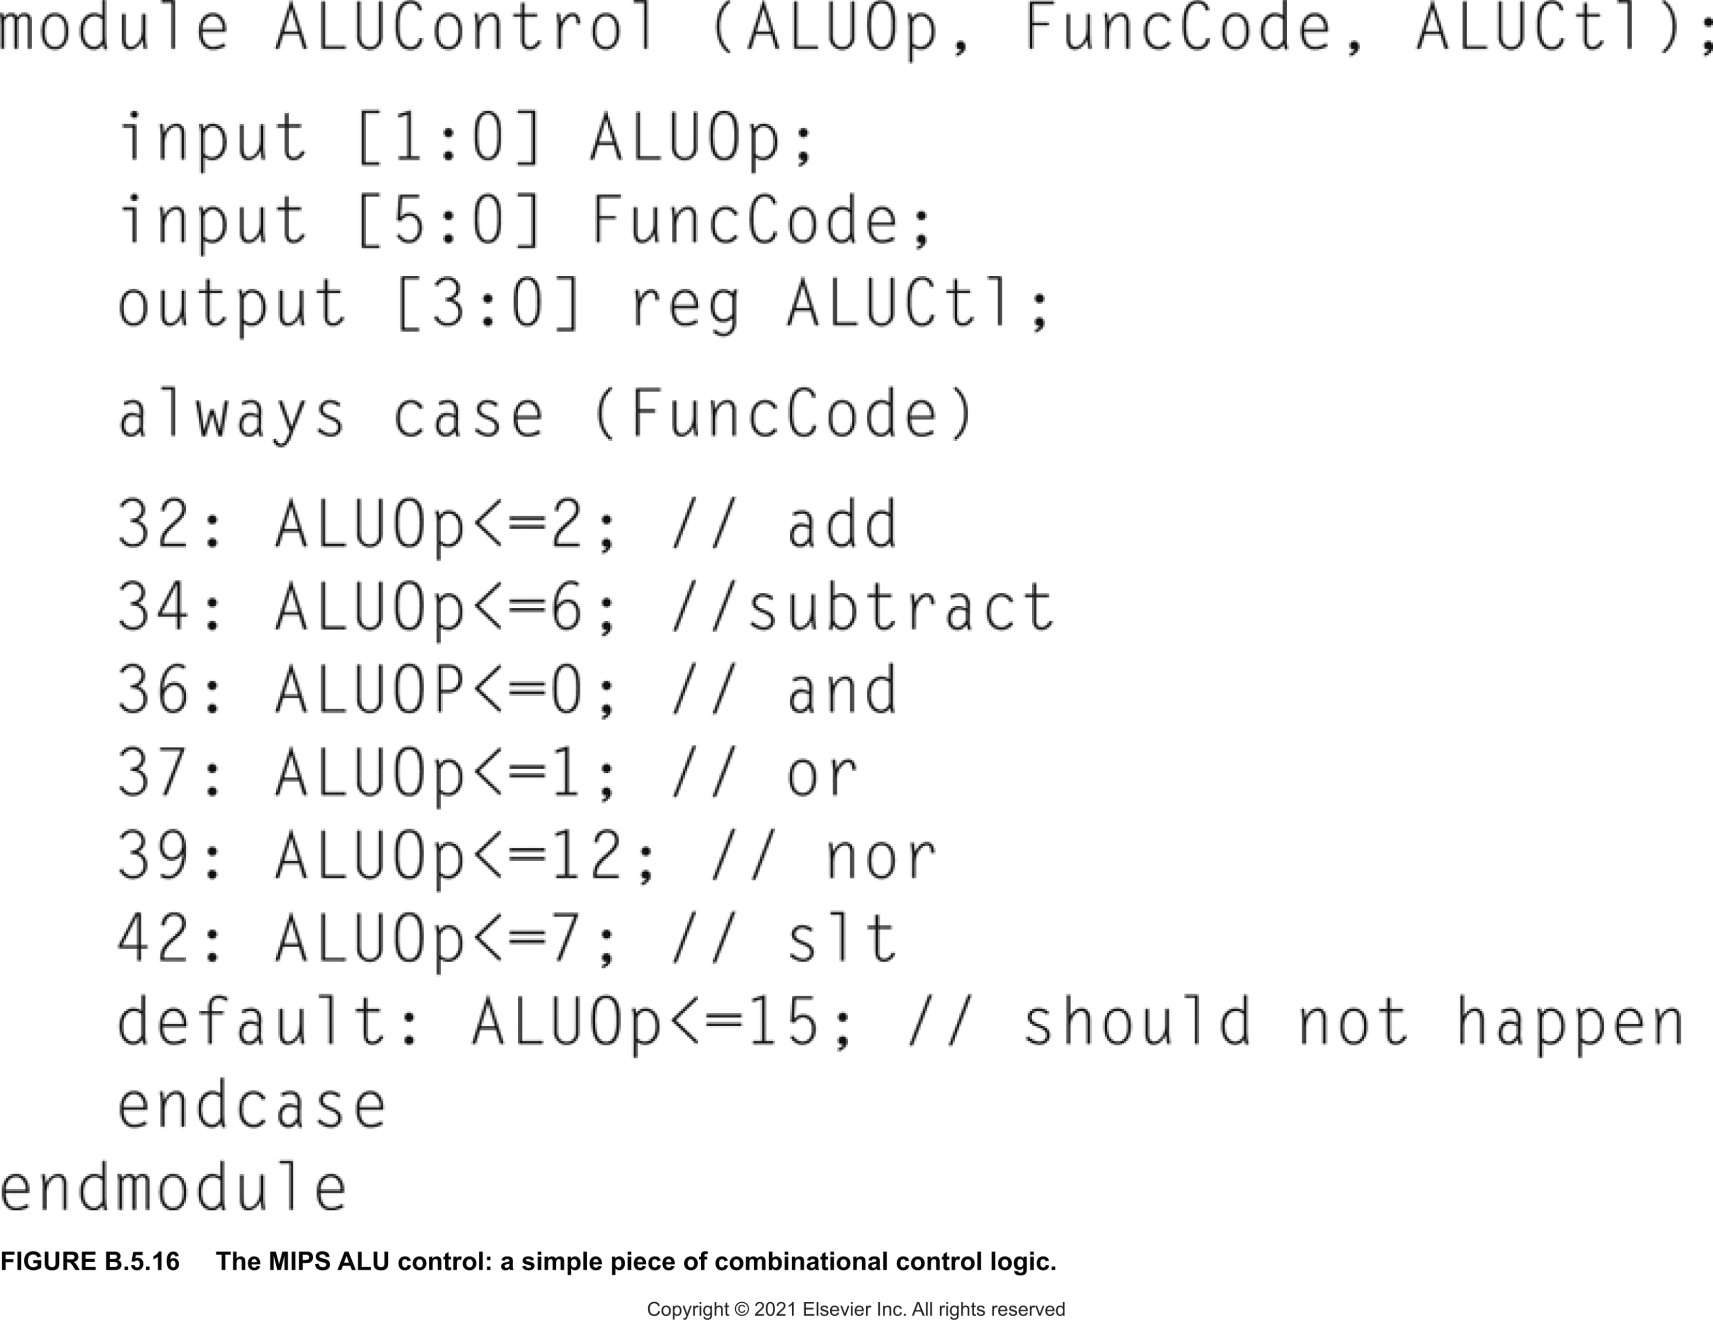 module ALUControl (ALUOp, FuncCode, ALUCtl);
input [1:0] ALUOp;
input [5:0] FuncCode;
output [3:0] reg ALUCtl;
always case (FuncCode)
32: ALUOp<=2; // add
34: ALUOp<=6; //subtract
36: ALUOP<=0; // and
37: ALUOp<=1; // or
39: ALUOp<=12; // nor
42: ALUOp<=7; // slt
default: ALUOp<=15; // should not happen
endcase
endmodule
FIGURE B.5.16 The MIPS ALU control: a simple piece of combinational control logic.
Copyright © 2021 Elsevier Inc. All rights reserved